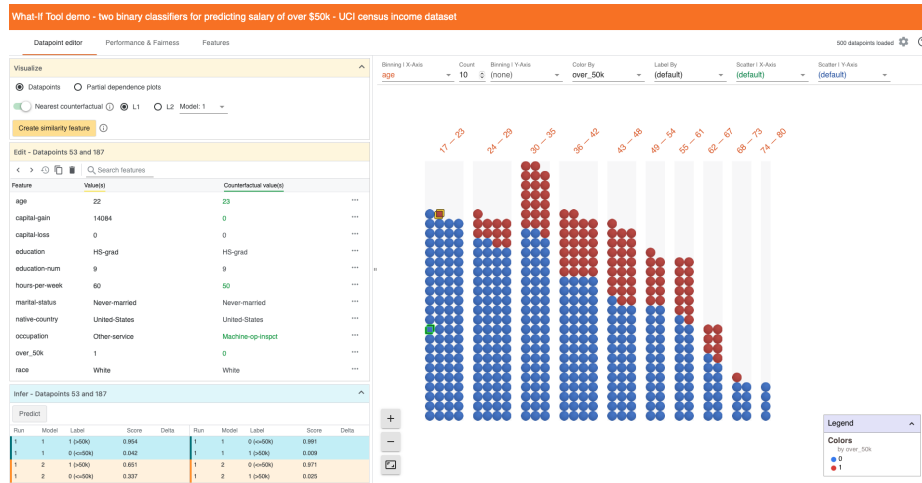 What-If Tool demo - two binary classifiers for predicting salary of over $50k - UCI census income dataset
Datapoint editor Performance & Fairness Features 500 datapoints loaded
Visualize
Datapoints Partial dependence plots
Nearest counterfactual L1 L2 Model: 1
Create similarity feature
Edit - Datapoints 53 and 187
Search features
Feature Value(s) Counterfactual value(s)
age 22 23
capital-gain 14084 0
capital-loss 0 0
education HS-grad HS-grad
education-num 9 9
hours-per-week 60 50
marital-status Never-married Never-married
native-country United-States United-States
occupation Other-service Machine-op-inspct
over_50k 1 0
race White White
Infer - Datapoints 53 and 187
Predict
Run Model Label Score Delta Run Model Label Score Delta
1 1 1 (>50k) 0.954 1 1 0 (<=50k) 0.991
1 1 0 (<=50k) 0.042 1 1 1 (>50k) 0.009
1 2 1 (>50k) 0.651 1 2 0 (<=50k) 0.971
1 2 0 (<=50k) 0.337 1 2 1 (>50k) 0.025
Binning | X-Axis Count Binning | Y-Axis Color By Label By Scatter | X-Axis Scatter | Y-Axis
age 10 (none) over_50k (default) (default) (default)
17 — 23 24 — 29 30 — 35 36 — 42 43 — 48 49 — 54 55 — 61 62 — 67 68 — 73 74 — 80
Legend
Colors
by over_50k
0
1